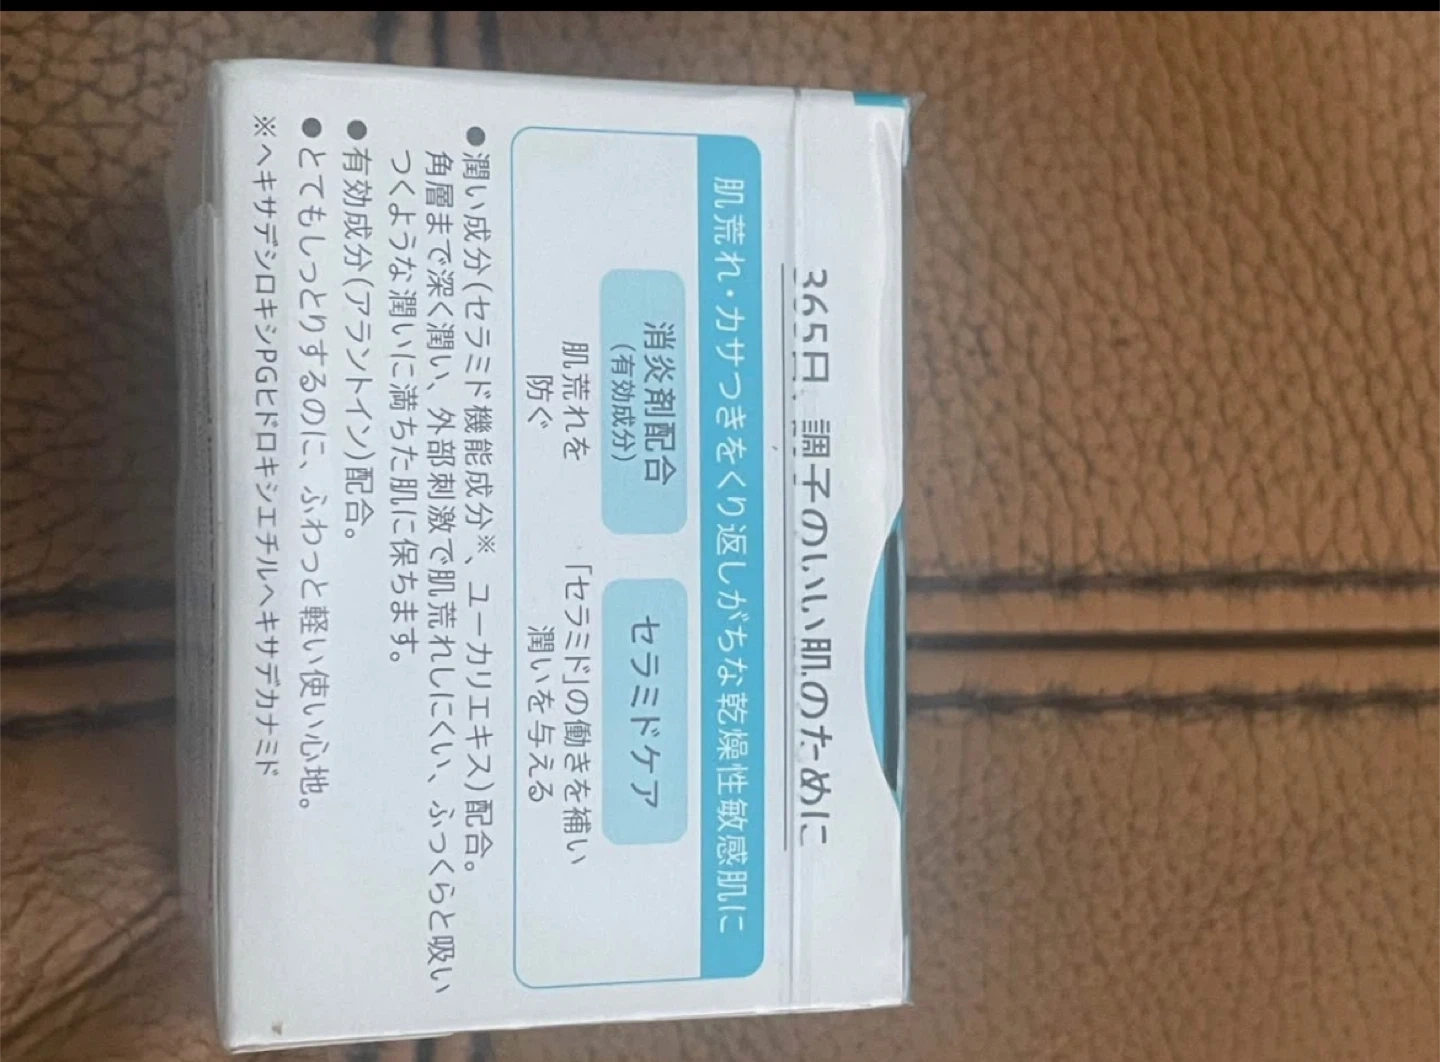 365日、調子のいい肌のために
肌荒れ・カサつきをくり返しがちな乾燥性敏感肌に
消炎剤配合
(有効成分)
肌荒れを
防ぐ
セラミドケア
「セラミド」の働きを補い
潤いを与える
●潤い成分(セラミド機能成分※、ユーカリエキス)配合。
角層まで深く潤い、外部刺激で肌荒れしにくい、ふっくらと吸い
つくような潤いに満ちた肌に保ちます。
●有効成分(アラントイン)配合。
●とてもしっとりするのに、ふわっと軽い使い心地。
※ヘキサデシロキシPGヒドロキシエチルヘキサデカナミド